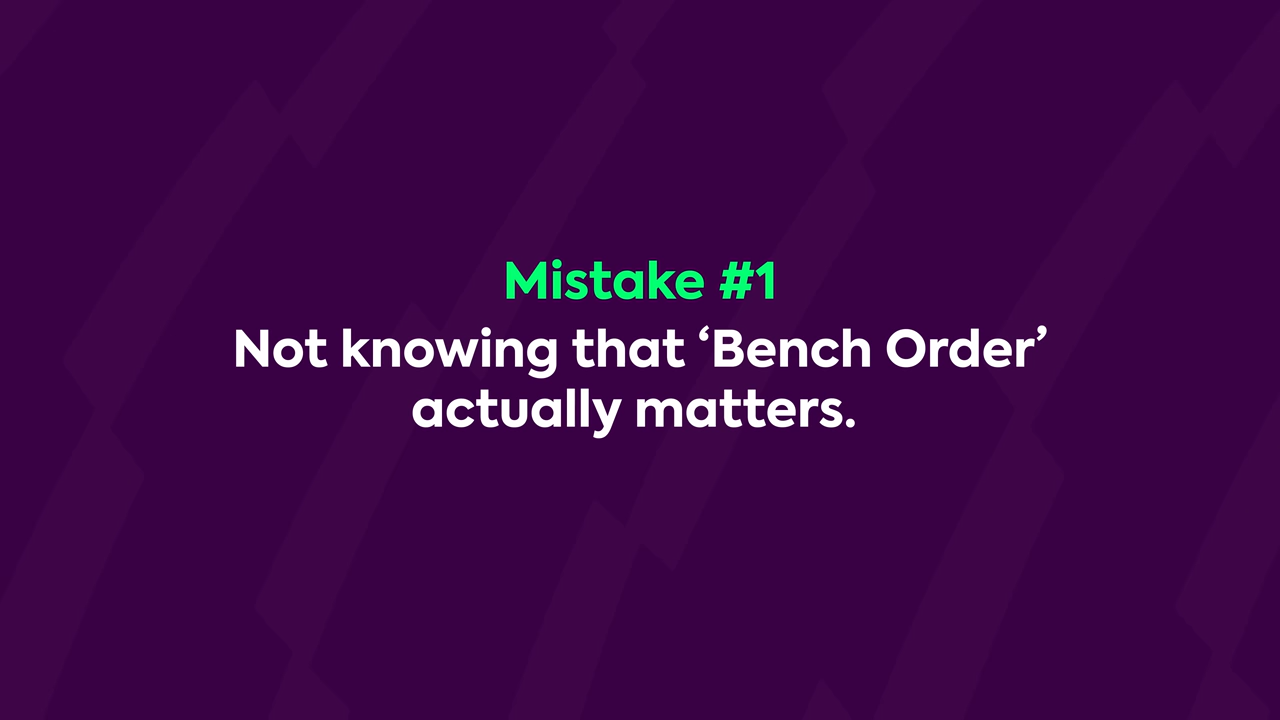 Mistake #1
Not knowing that ‘Bench Order’
actually matters.